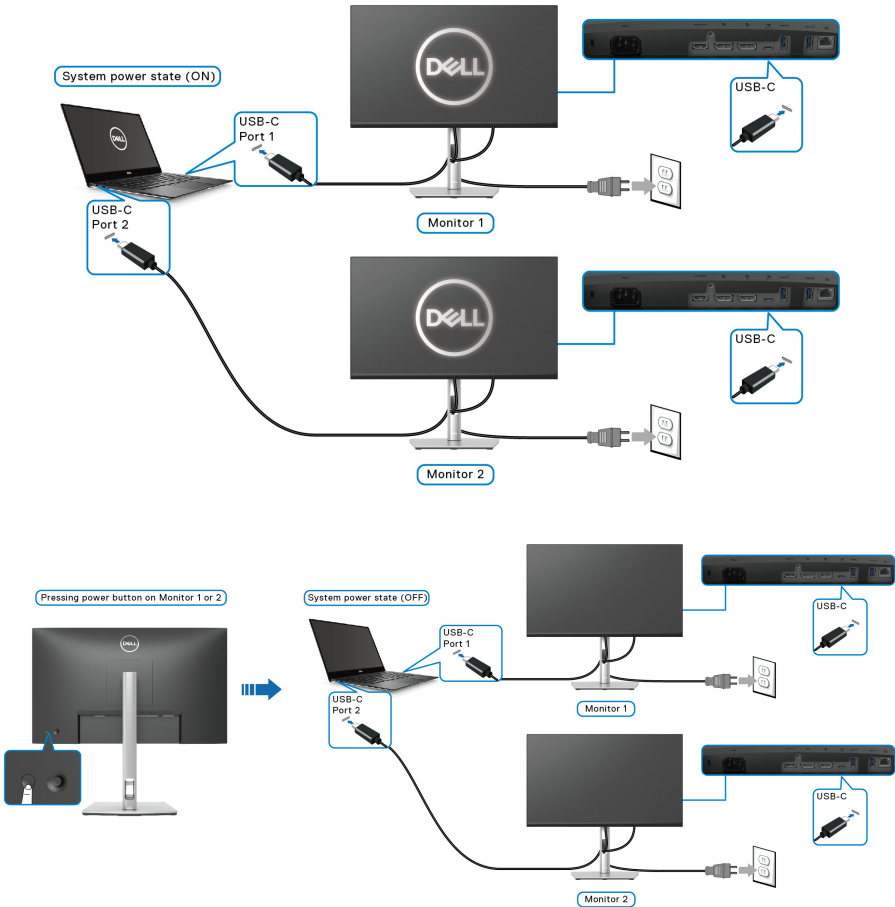 System power state (ON)
DELL
USB-C
Port 1
USB-C
Port 2
DELL
USB-C
Monitor 1
DELL
USB-C
Monitor 2
Pressing power button on Monitor 1 or 2
DELL
System power state (OFF)
USB-C
Port 1
USB-C
Port 2
USB-C
Monitor 1
USB-C
Monitor 2